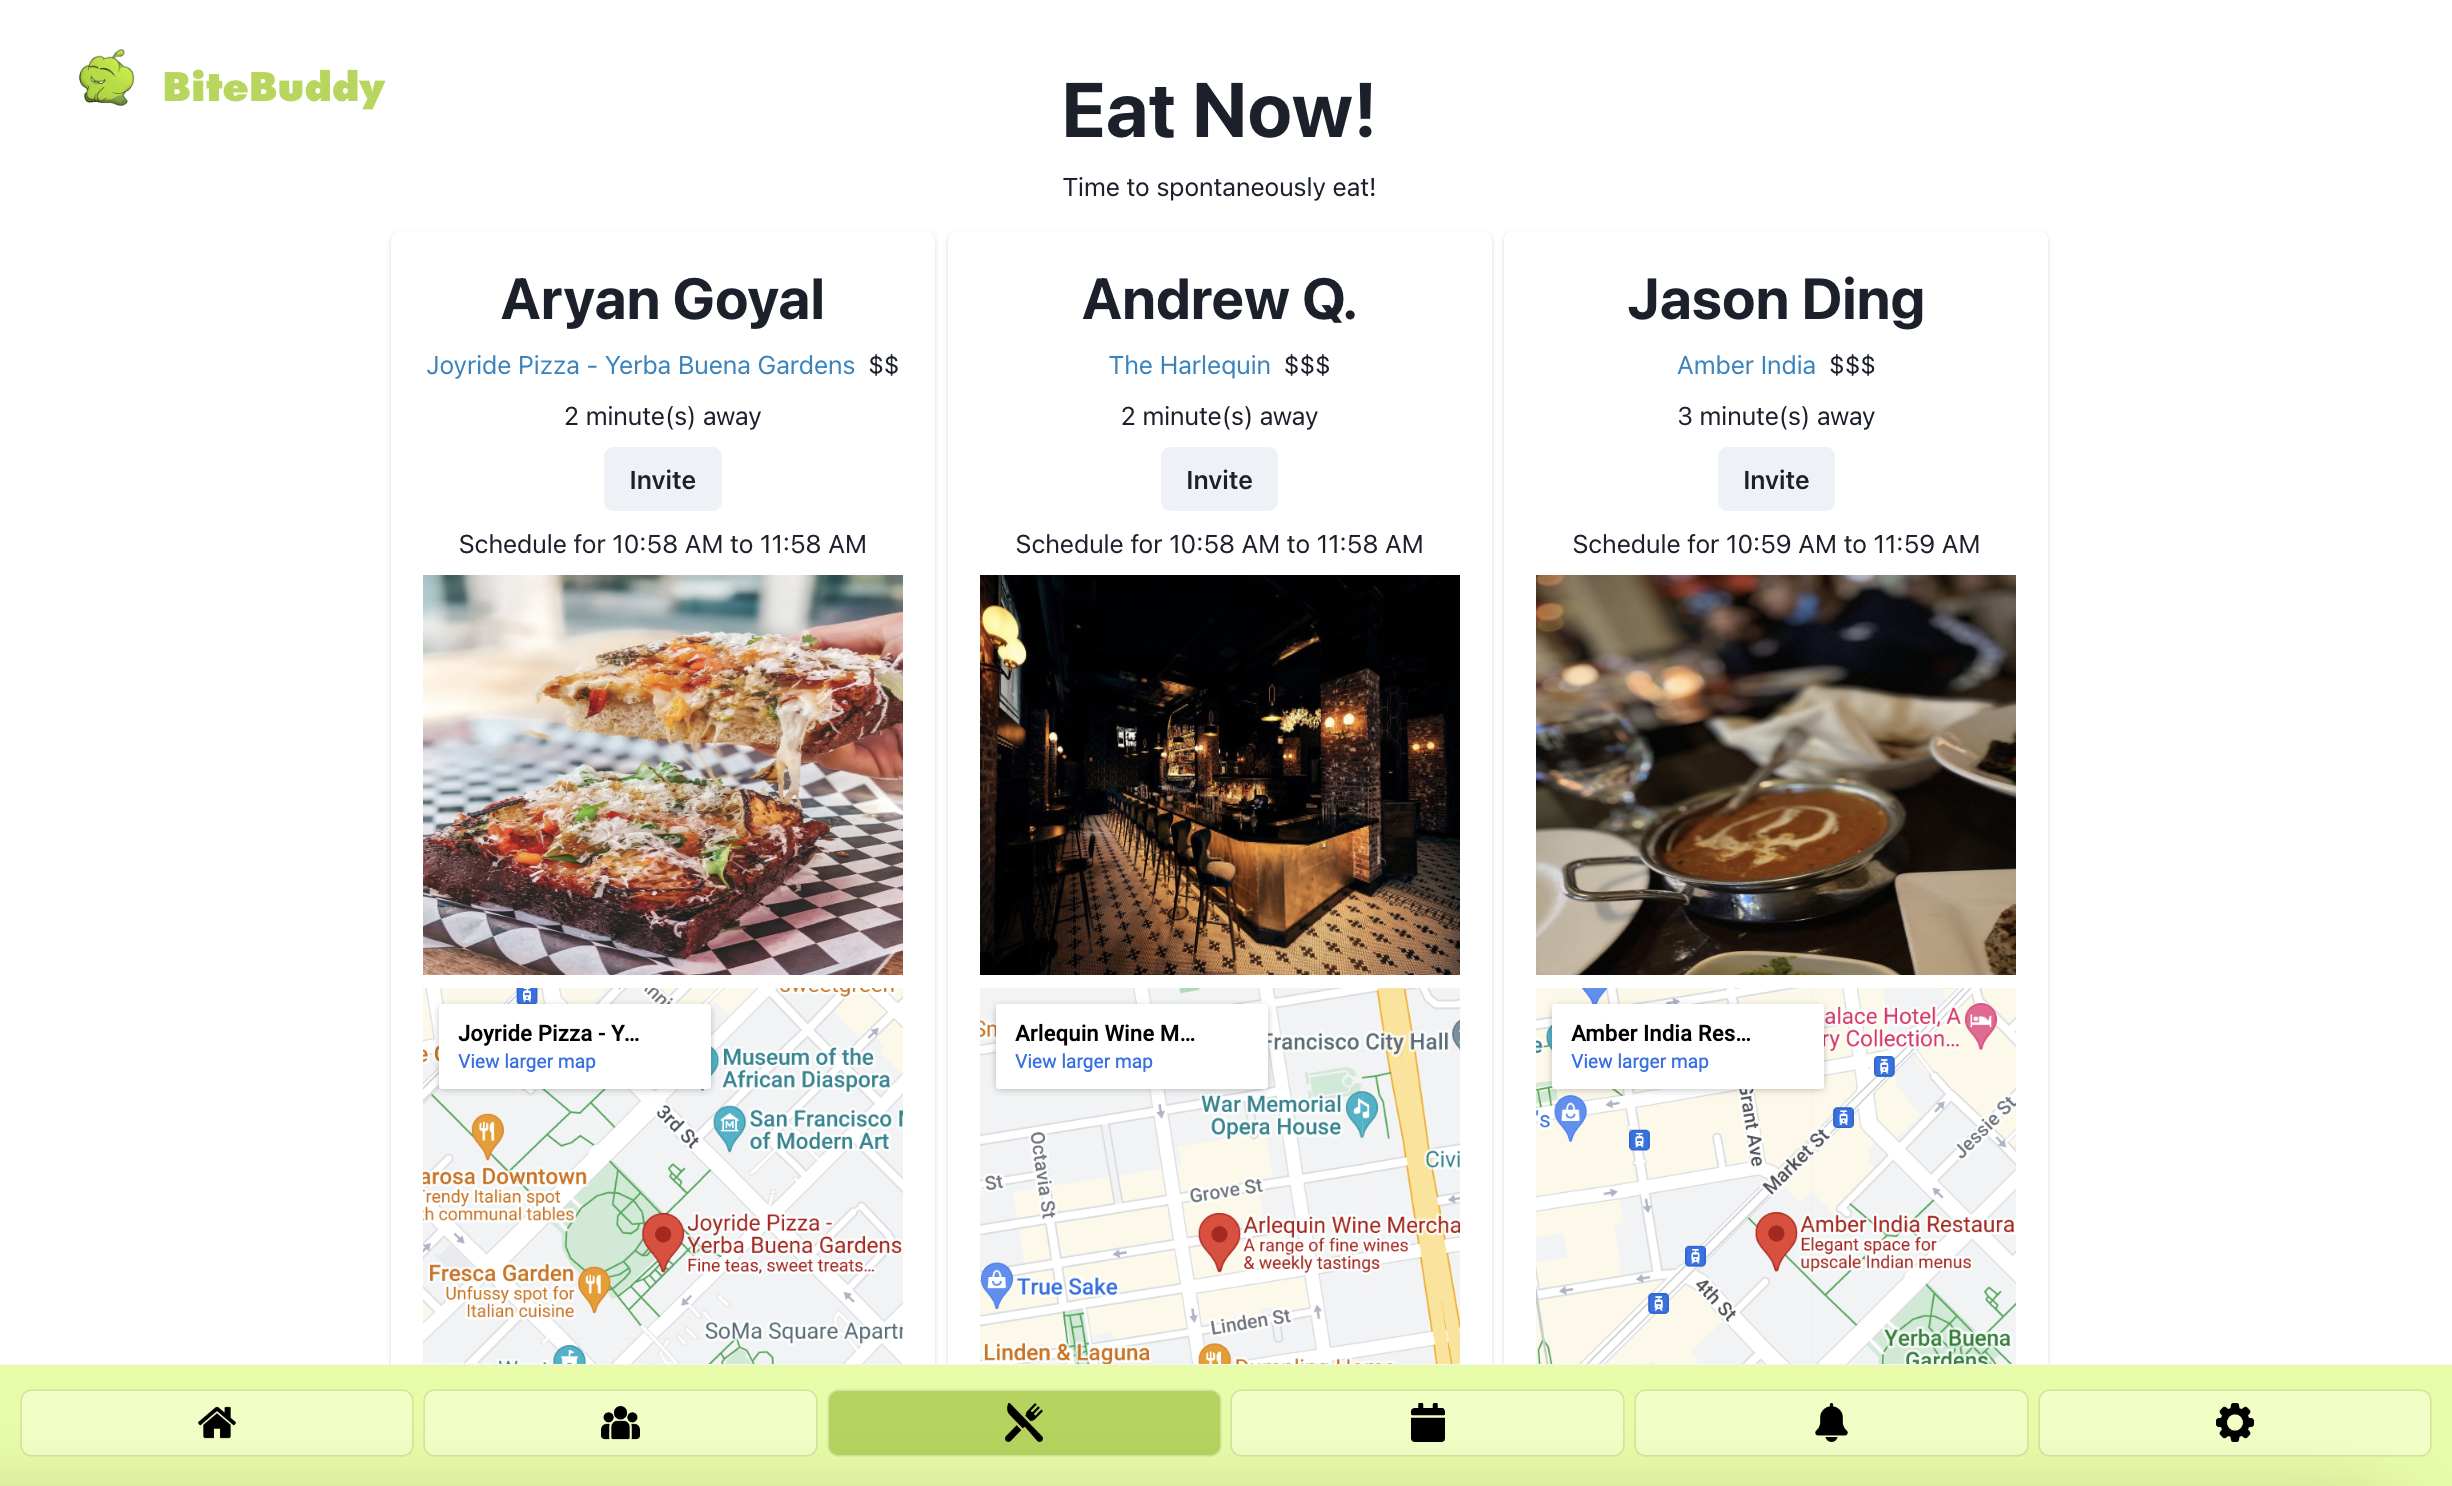 BiteBuddy
Eat Now!
Time to spontaneously eat!
Aryan Goyal
Joyride Pizza - Yerba Buena Gardens $$
2 minute(s) away
Invite
Schedule for 10:58 AM to 11:58 AM
Joyride Pizza - Y...
View larger map
Museum of the
African Diaspora
3rd St
San Francisco M
of Modern Art
arosa Downtown
Trendy Italian spot
h communal tables
Joyride Pizza -
Yerba Buena Gardens
Fine teas, sweet treats...
Fresca Garden
Unfussy spot for
Italian cuisine
SoMa Square Apartr
Andrew Q.
The Harlequin $$$
2 minute(s) away
Invite
Schedule for 10:58 AM to 11:58 AM
Arlequin Wine M...
View larger map
Francisco City Hall
War Memorial
Opera House
Civi
Octavia St
St
Grove St
Arlequin Wine Mercha
A range of fine wines
& weekly tastings
True Sake
Linden St
Linden & Laguna
Jason Ding
Amber India $$$
3 minute(s) away
Invite
Schedule for 10:59 AM to 11:59 AM
Amber India Res...
View larger map
alace Hotel, A
ry Collection...
's
Grant Ave
Market St
Jessie St
Amber India Restaura
Elegant space for
upscale Indian menus
4th St
Yerba Buena
Gardens